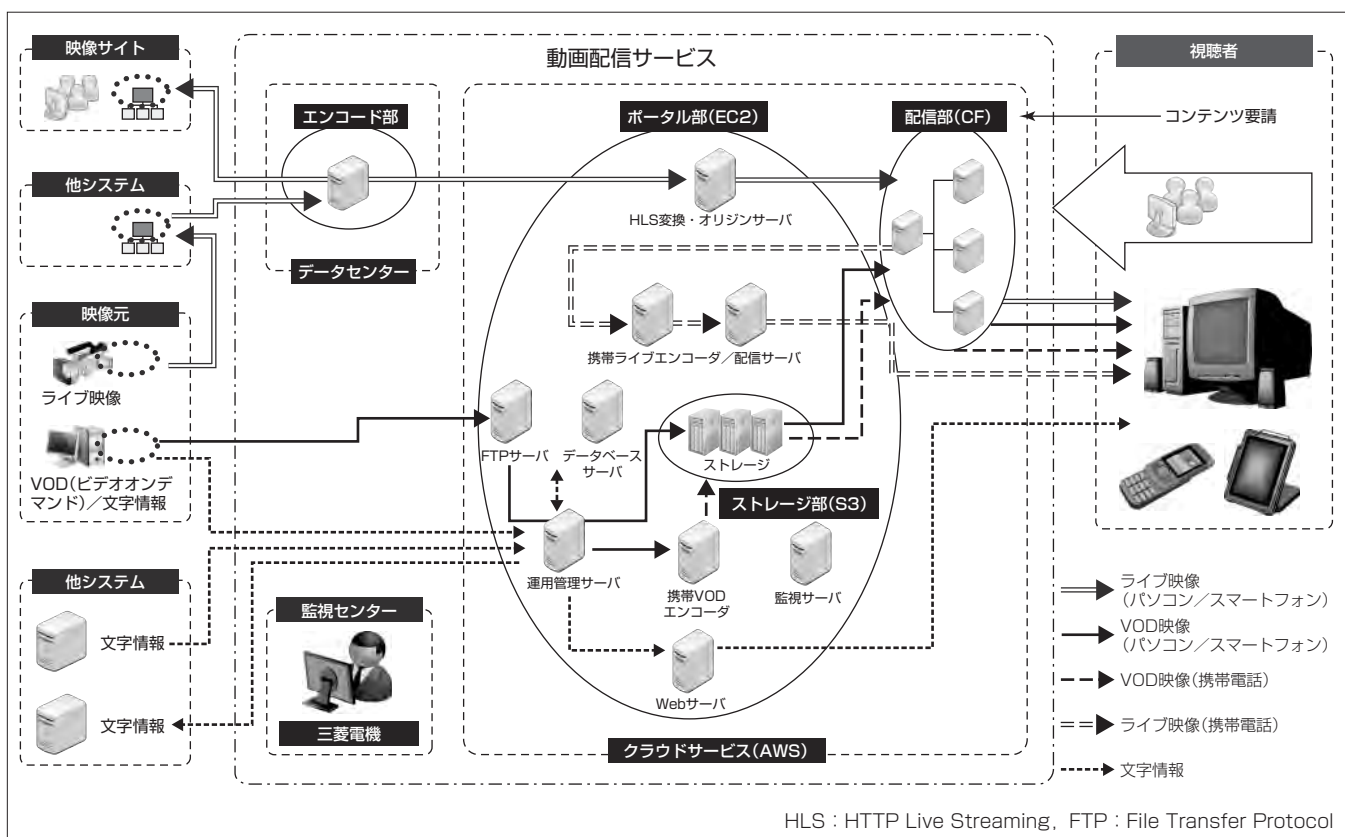 動画配信サービス
映像サイト
他システム
映像元
ライブ映像
VOD(ビデオオンデ
マンド)/文字情報
他システム
文字情報
文字情報
エンコード部
データセンター
監視センター
三菱電機
ポータル部(EC2)
HLS変換・オリジンサーバ
携帯ライブエンコーダ/配信サーバ
FTPサーバ
データベース
サーバ
ストレージ
ストレージ部(S3)
運用管理サーバ
携帯VOD
エンコーダ
監視サーバ
Webサーバ
クラウドサービス(AWS)
配信部(CF)
視聴者
コンテンツ要請
ライブ映像
(パソコン/スマートフォン)
VOD映像
(パソコン/スマートフォン)
VOD映像(携帯電話)
ライブ映像(携帯電話)
文字情報
HLS:HTTP Live Streaming, FTP:File Transfer Protocol